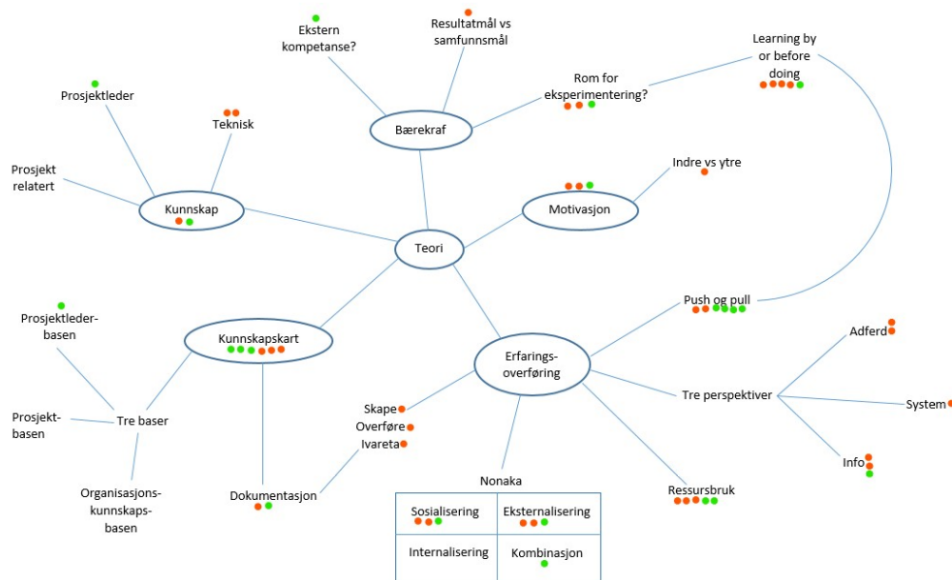 Ekstern
kompetanse?
Resultatmål vs
samfunnsmål
Learning by
or before
doing
Rom for
eksperimentering?
Prosjektleder
Teknisk
Bærekraf
Prosjekt
relatert
Indre vs ytre
Kunnskap
Motivasjon
Teori
Push og pull
Prosjektleder-
basen
Kunnskapskart
Erfarings-
overføring
Adferd
Tre perspektiver
System
Skape
Overføre
Ivareta
Prosjekt-
basen
Tre baser
Info
Organisasjons-
kunnskaps-
basen
Dokumentasjon
Nonaka
Ressursbruk
Sosialisering
Eksternalisering
Internalisering
Kombinasjon